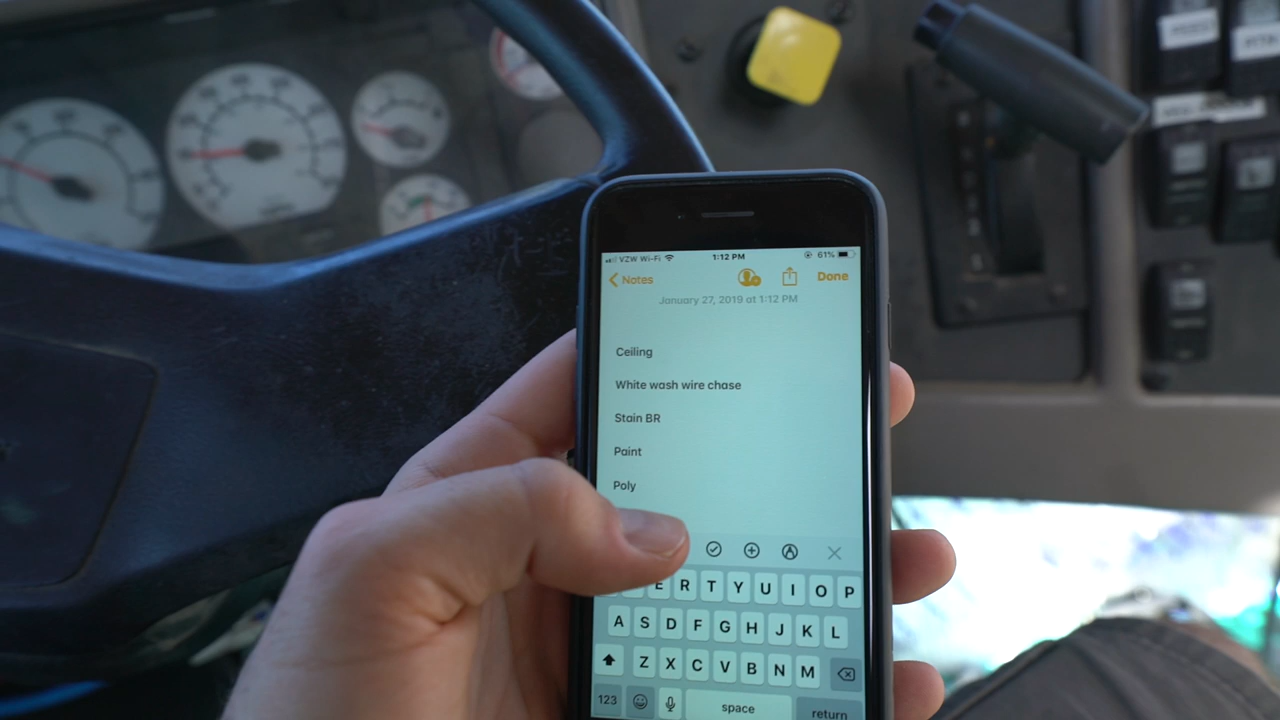 VZW Wi-Fi 1:12 PM 61%
Notes Done
January 27, 2019 at 1:12 PM
Ceiling
White wash wire chase
Stain BR
Paint
Poly
E R T Y U I O P
A S D F G H J K L
Z X C V B N M
123 space return